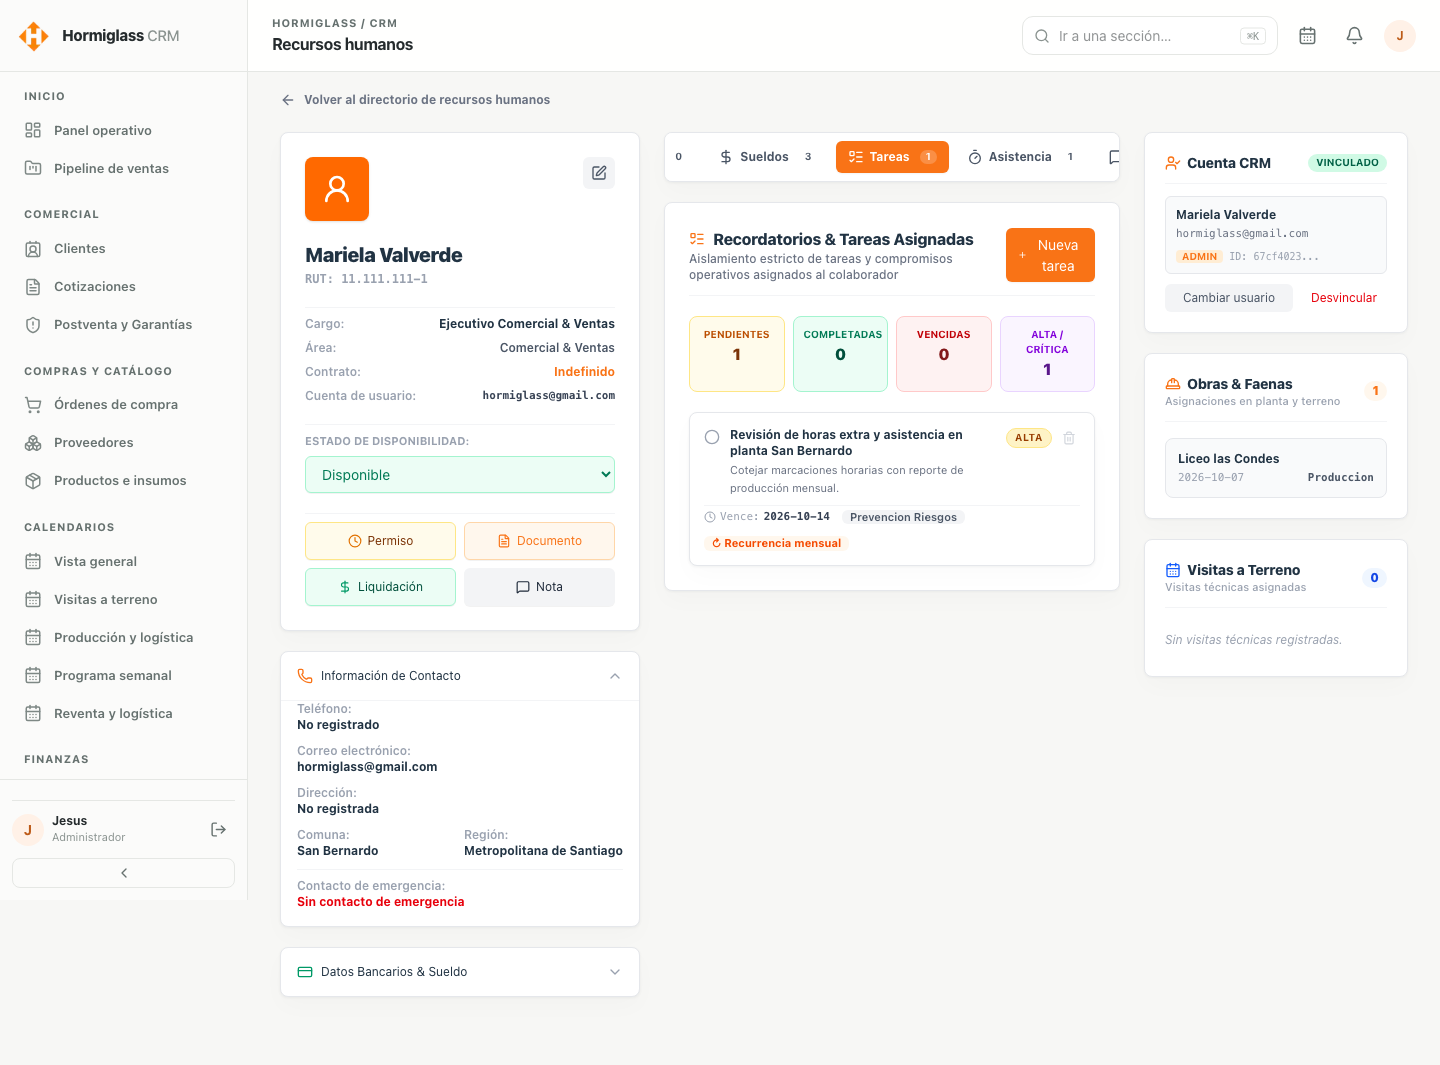 Hormiglass CRM
INICIO
Panel operativo
Pipeline de ventas
COMERCIAL
Clientes
Cotizaciones
Postventa y Garantías
COMPRAS Y CATÁLOGO
Órdenes de compra
Proveedores
Productos e insumos
CALENDARIOS
Vista general
Visitas a terreno
Producción y logística
Programa semanal
Reventa y logística
FINANZAS
J
Jesus
Administrador
HORMIGLASS / CRM
Recursos humanos
Ir a una sección...
⌘K
J
Volver al directorio de recursos humanos
Mariela Valverde
RUT: 11.111.111-1
Cargo: Ejecutivo Comercial & Ventas
Área: Comercial & Ventas
Contrato: Indefinido
Cuenta de usuario: hormiglass@gmail.com
ESTADO DE DISPONIBILIDAD:
Disponible
Permiso
Documento
Liquidación
Nota
Información de Contacto
Teléfono:
No registrado
Correo electrónico:
hormiglass@gmail.com
Dirección:
No registrada
Comuna: Región:
San Bernardo Metropolitana de Santiago
Contacto de emergencia:
Sin contacto de emergencia
Datos Bancarios & Sueldo
0 Sueldos 3 Tareas 1 Asistencia 1
Recordatorios & Tareas Asignadas
Aislamiento estricto de tareas y compromisos
operativos asignados al colaborador
+ Nueva
tarea
PENDIENTES
1
COMPLETADAS
0
VENCIDAS
0
ALTA /
CRÍTICA
1
Revisión de horas extra y asistencia en
planta San Bernardo
ALTA
Cotejar marcaciones horarias con reporte de
producción mensual.
Vence: 2026-10-14 Prevencion Riesgos
↻ Recurrencia mensual
Cuenta CRM VINCULADO
Mariela Valverde
hormiglass@gmail.com
ADMIN ID: 67cf4023...
Cambiar usuario Desvincular
Obras & Faenas
Asignaciones en planta y terreno
1
Liceo las Condes
2026-10-07 Produccion
Visitas a Terreno
Visitas técnicas asignadas
0
Sin visitas técnicas registradas.